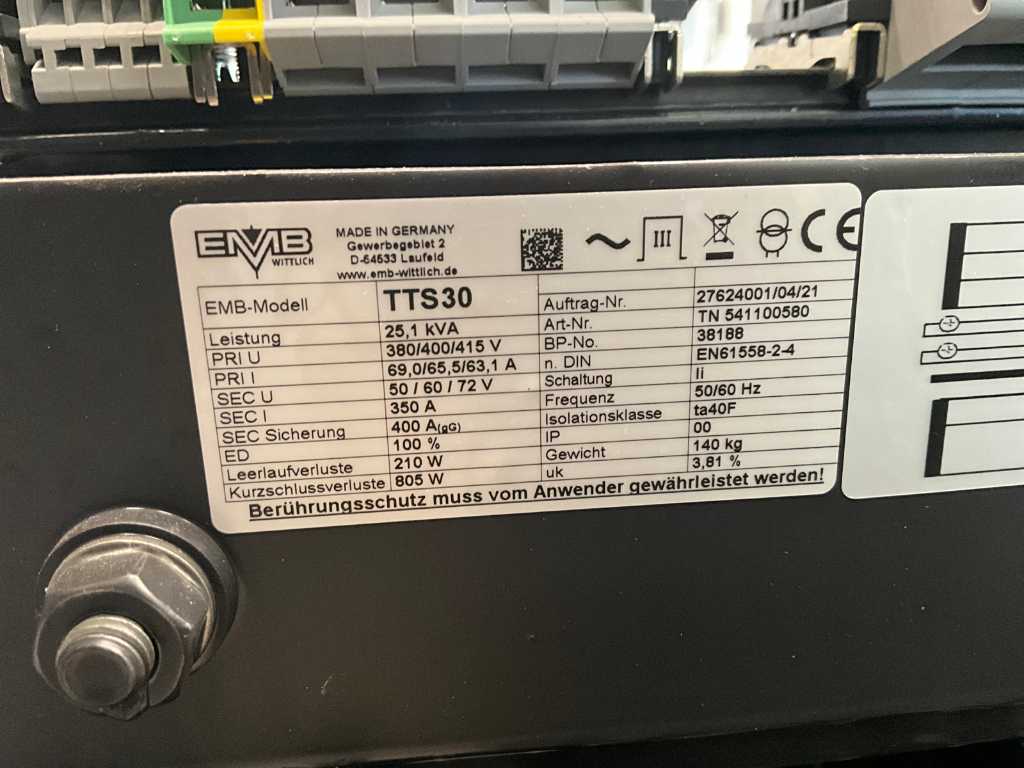 EMB
WITTLICH
MADE IN GERMANY
Gewerbegebiet 2
D-54533 Laufeld
www.emb-wittlich.de
III
CE
EMB-Modell TTS30
Leistung 25,1 kVA
PRI U 380/400/415 V
PRI I 69,0/65,5/63,1 A
SEC U 50 / 60 / 72 V
SEC I 350 A
SEC Sicherung 400 A(gG)
ED 100 %
Leerlaufverluste 210 W
Kurzschlussverluste 805 W
Auftrag-Nr. 27624001/04/21
Art-Nr. TN 541100580
BP-No. 38188
n. DIN EN61558-2-4
Schaltung Ii
Frequenz 50/60 Hz
Isolationsklasse ta40F
IP 00
Gewicht 140 kg
uk 3,81 %
Berührungsschutz muss vom Anwender gewährleistet werden!